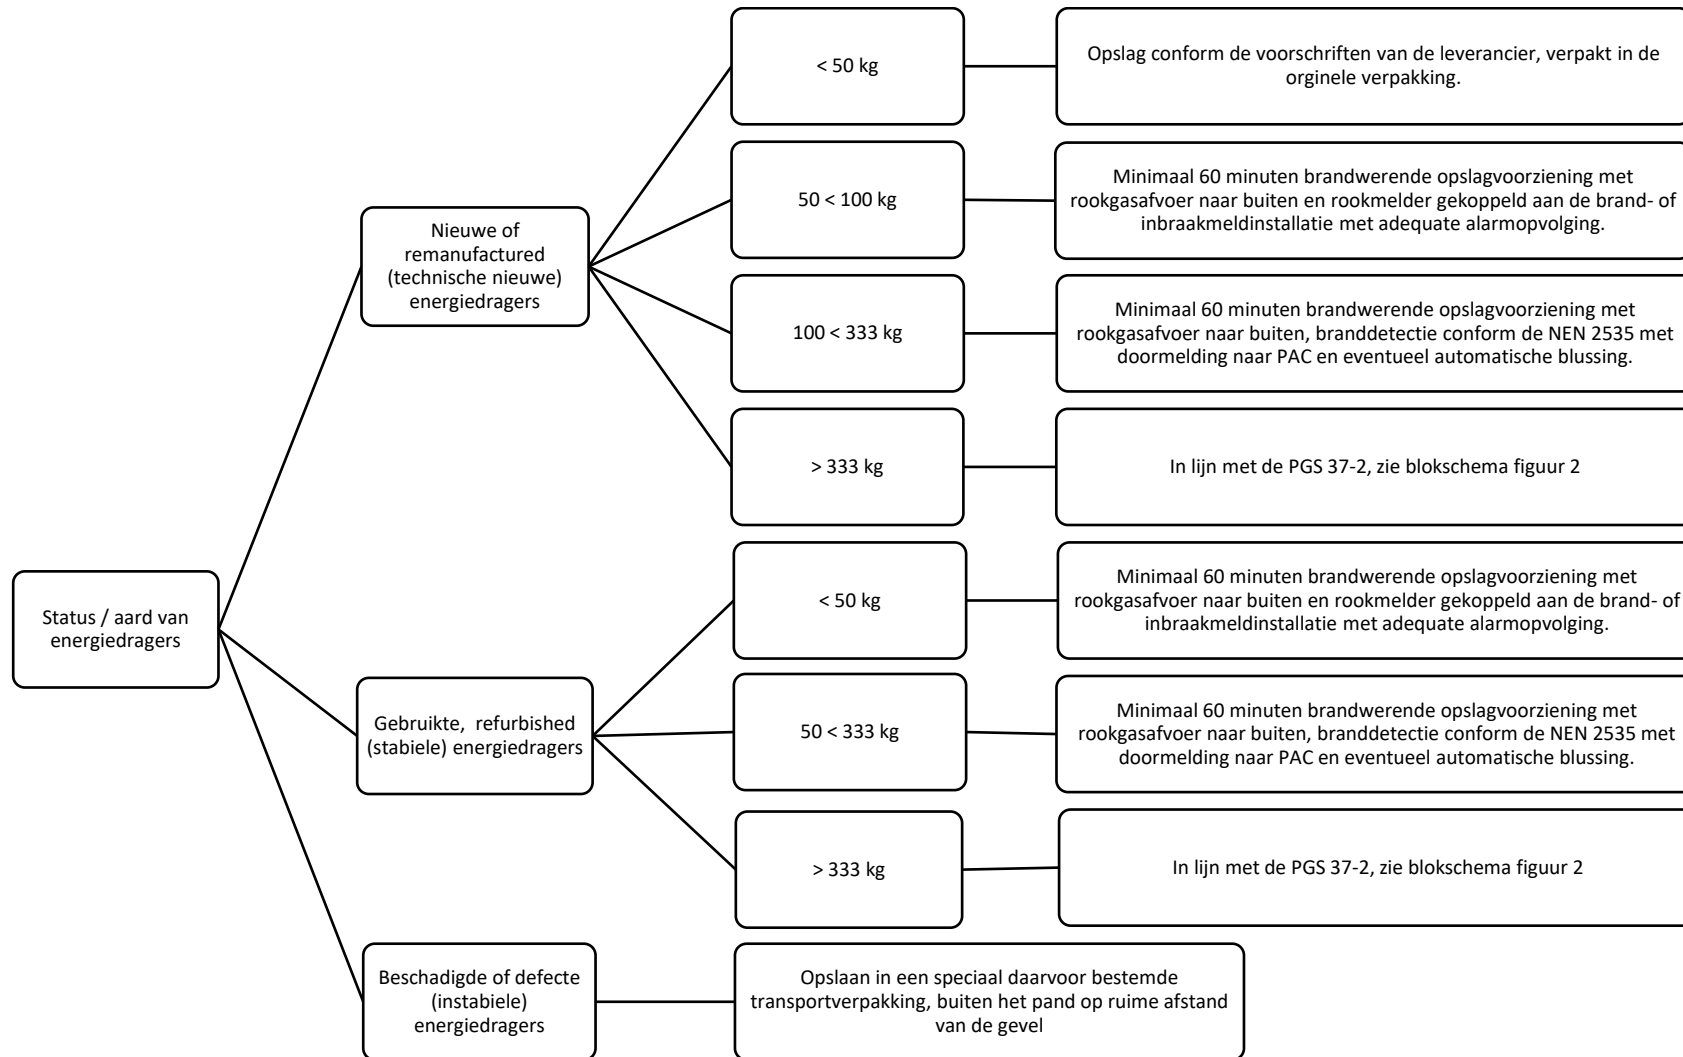 Status / aard van
energiedragers
Nieuwe of
remanufactured
(technische nieuwe)
energiedragers
< 50 kg
Opslag conform de voorschriften van de leverancier, verpakt in de
orginele verpakking.
50 < 100 kg
Minimaal 60 minuten brandwerende opslagvoorziening met
rookgasafvoer naar buiten en rookmelder gekoppeld aan de brand- of
inbraakmeldinstallatie met adequate alarmopvolging.
100 < 333 kg
Minimaal 60 minuten brandwerende opslagvoorziening met
rookgasafvoer naar buiten, branddetectie conform de NEN 2535 met
doormelding naar PAC en eventueel automatische blussing.
> 333 kg
In lijn met de PGS 37-2, zie blokschema figuur 2
Gebruikte, refurbished
(stabiele) energiedragers
< 50 kg
Minimaal 60 minuten brandwerende opslagvoorziening met
rookgasafvoer naar buiten en rookmelder gekoppeld aan de brand- of
inbraakmeldinstallatie met adequate alarmopvolging.
50 < 333 kg
Minimaal 60 minuten brandwerende opslagvoorziening met
rookgasafvoer naar buiten, branddetectie conform de NEN 2535 met
doormelding naar PAC en eventueel automatische blussing.
> 333 kg
In lijn met de PGS 37-2, zie blokschema figuur 2
Beschadigde of defecte
(instabiele)
energiedragers
Opslaan in een speciaal daarvoor bestemde
transportverpakking, buiten het pand op ruime afstand
van de gevel